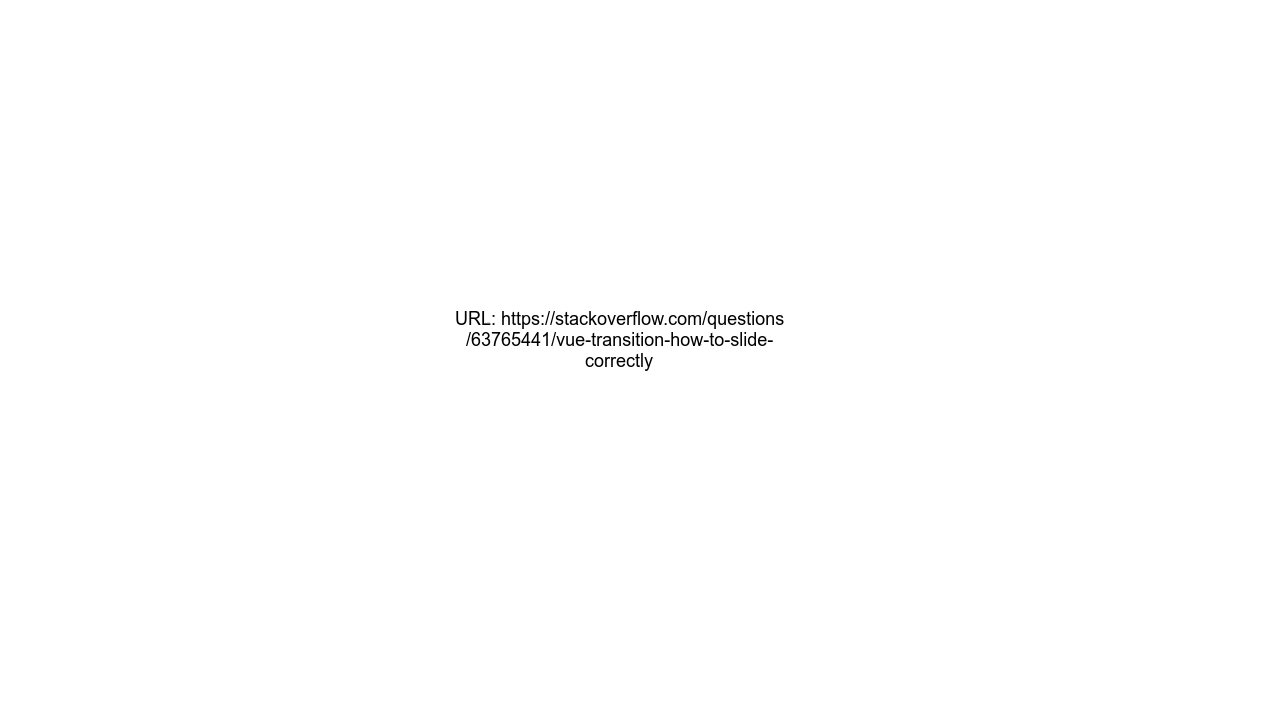 URL: https://stackoverflow.com/questions
/63765441/vue-transition-how-to-slide-
correctly